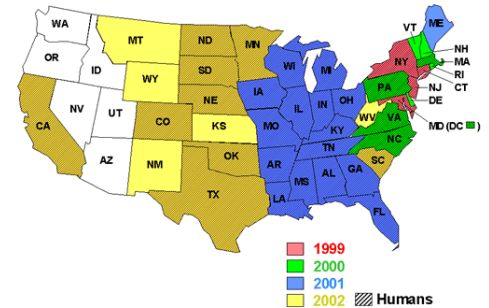 WA
MT
ND
MN
VT
ME
OR
ID
WY
SD
WI
MI
NY
NH
MA
RI
CT
NV
UT
CO
NE
IA
IL
IN
OH
PA
NJ
DE
CA
KS
MO
KY
WV
VA
MD (DC )
AZ
NM
OK
AR
TN
NC
SC
TX
LA
MS
AL
GA
FL
1999
2000
2001
2002
Humans